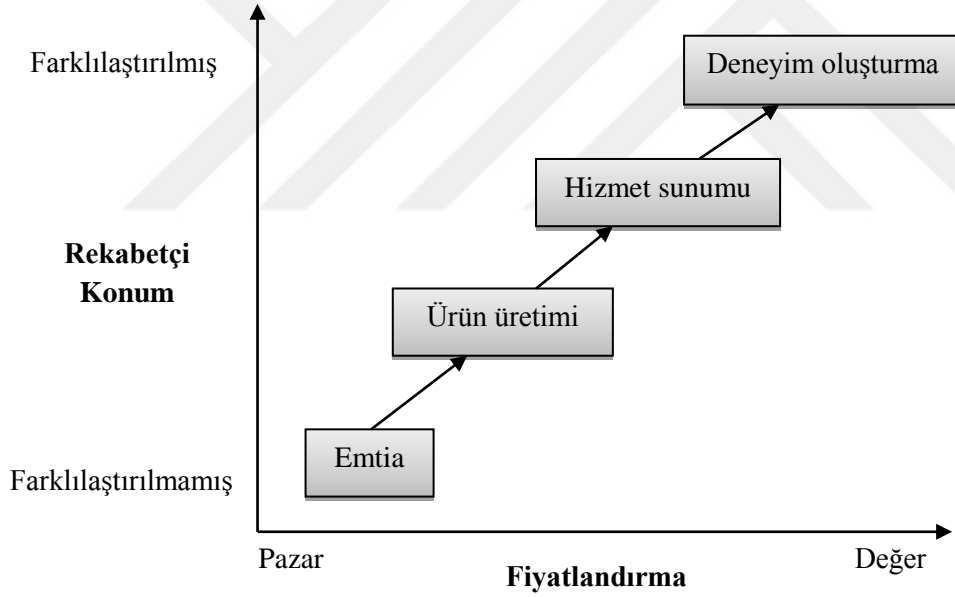 Farklılaştırılmış
Deneyim oluşturma
Hizmet sunumu
Rekabetçi
Konum
Ürün üretimi
Emtia
Farklılaştırılmamış
Pazar
Değer
Fiyatlandırma